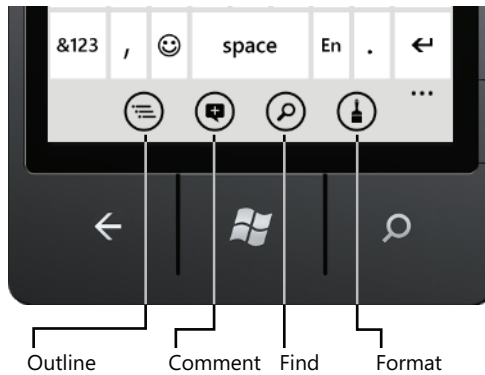 &123 , space En .
Outline Comment Find Format